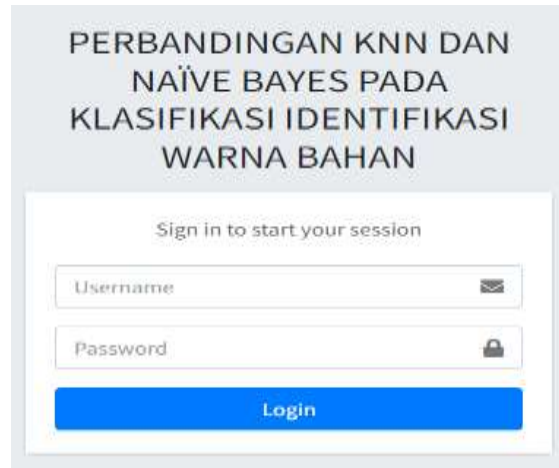 PERBANDINGAN KNN DAN
NAÏVE BAYES PADA
KLASIFIKASI IDENTIFIKASI
WARNA BAHAN
Sign in to start your session
Username
Password
Login